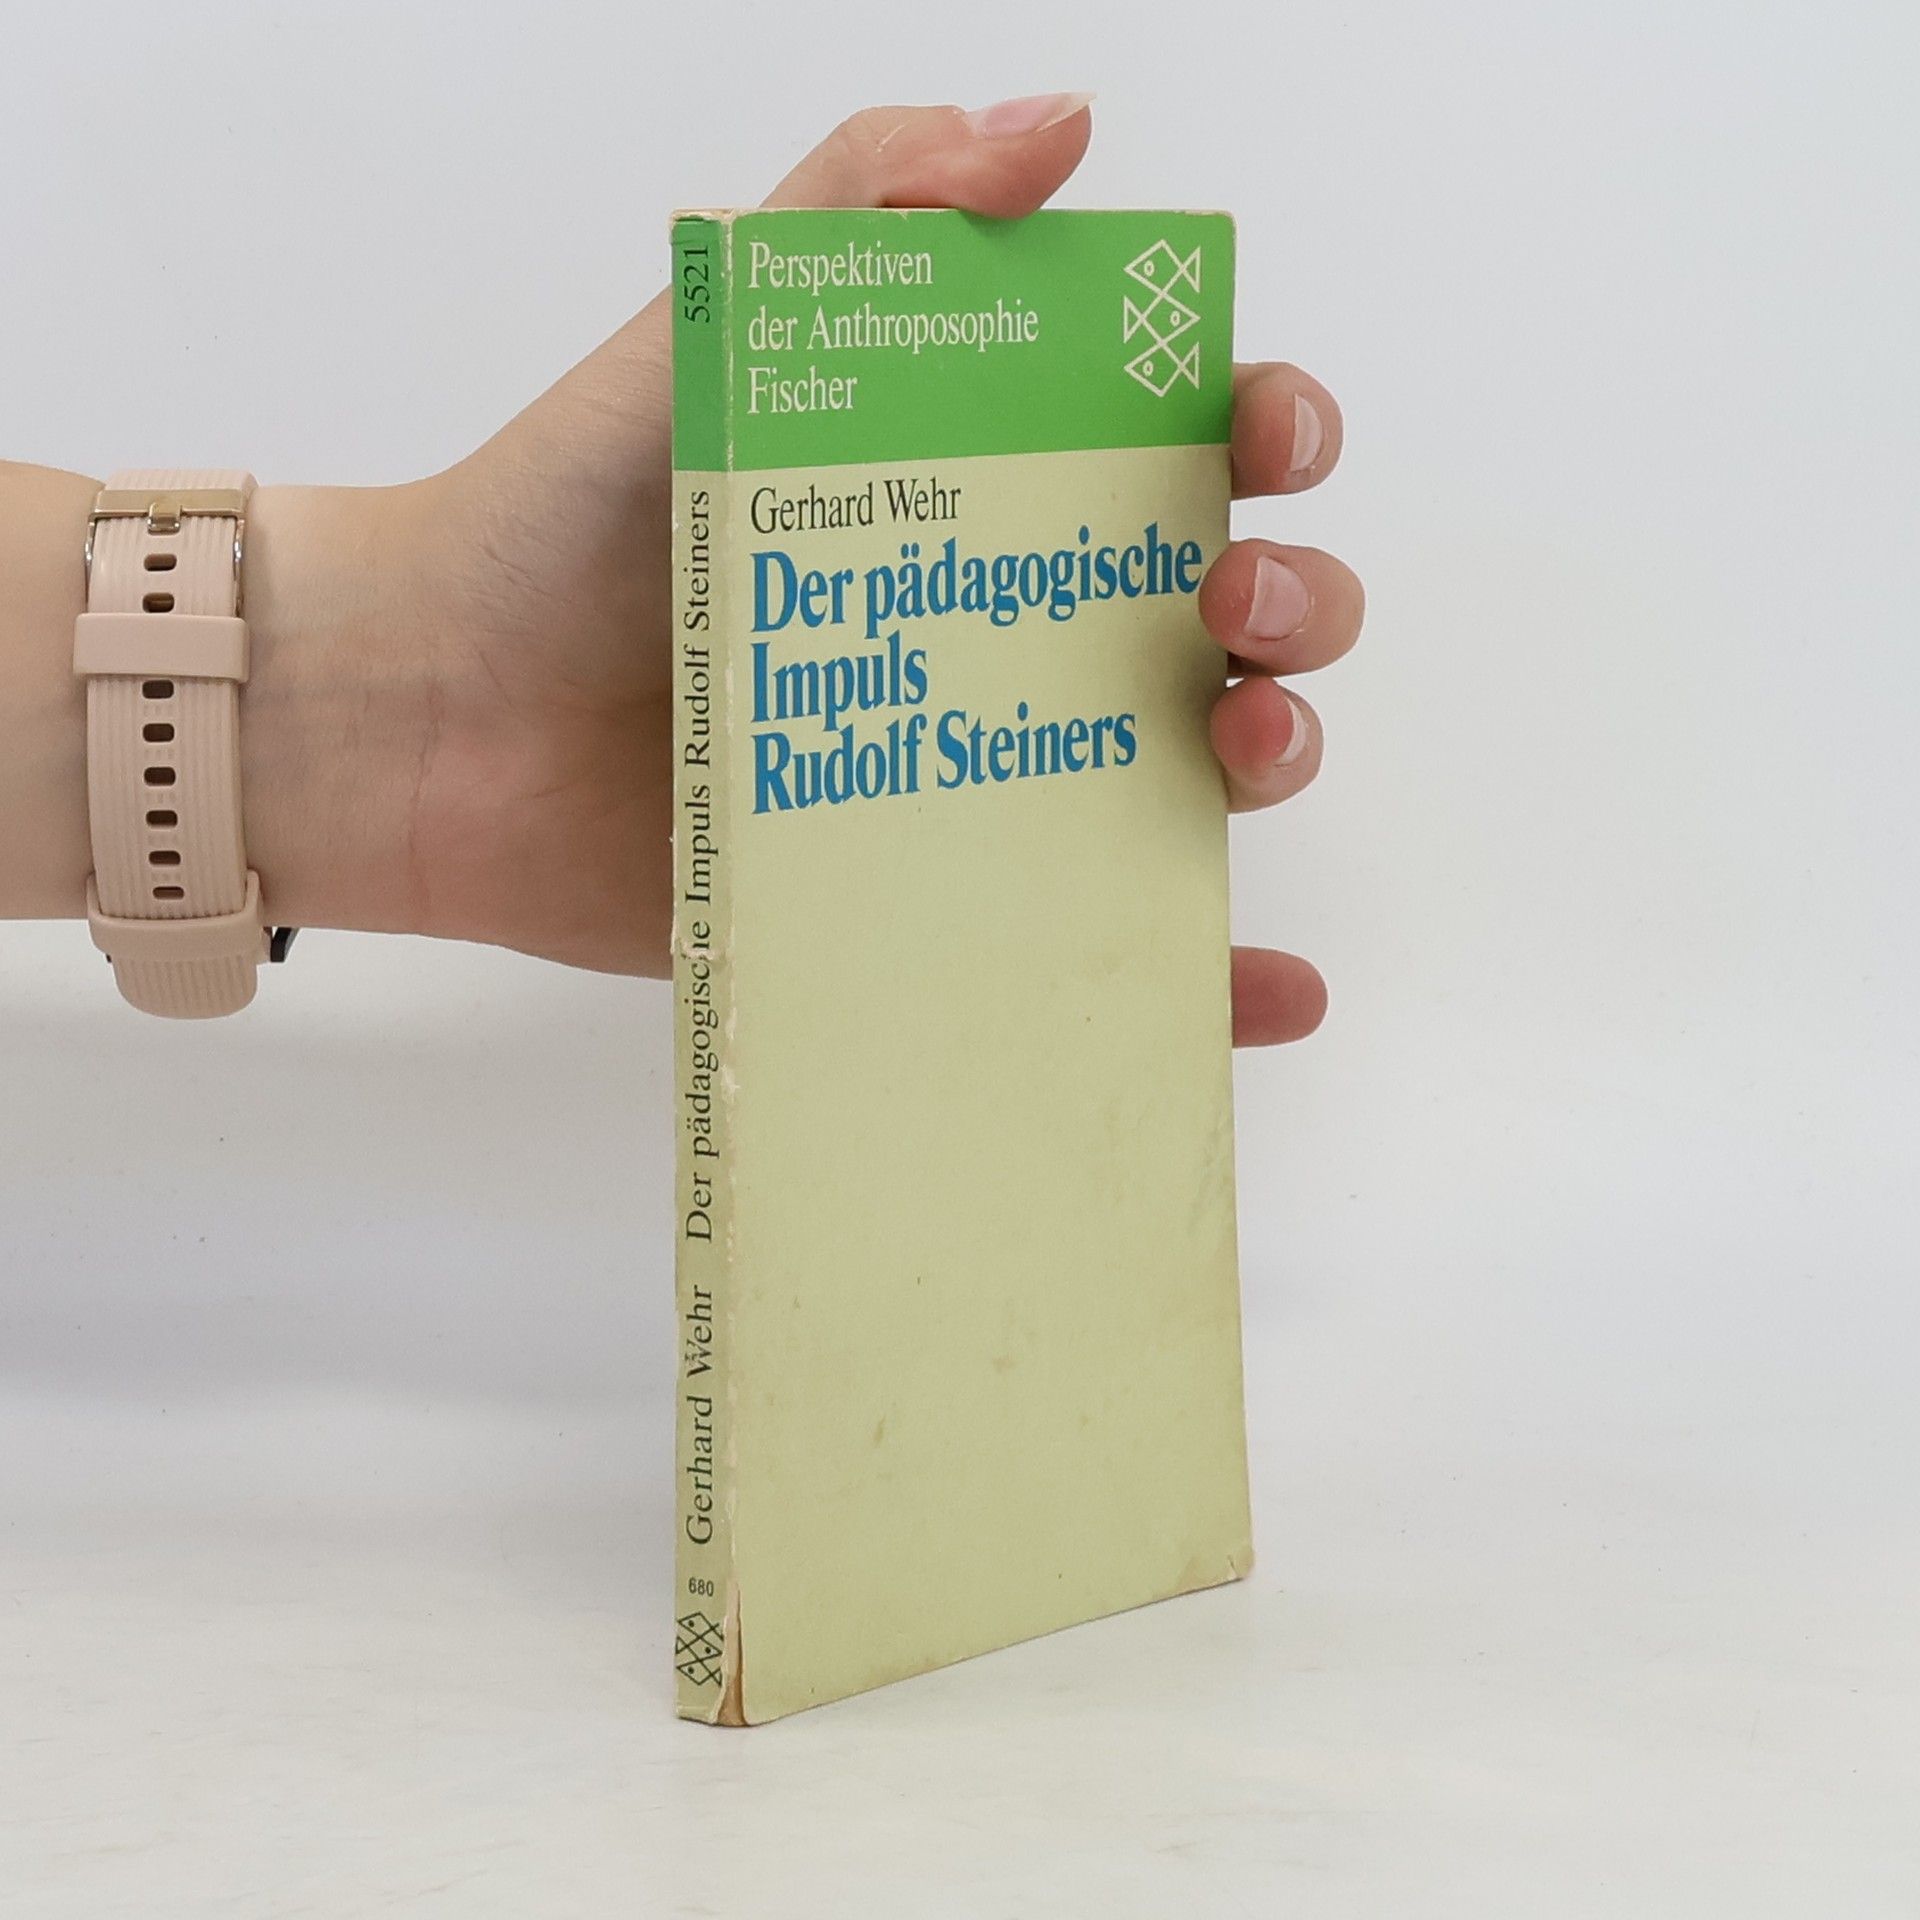 Perspektiven
der Anthroposophie
Fischer
Gerhard Wehr
Der pädagogische
Impuls
Rudolf Steiners
5521
Gerhard Wehr Der pädagogische Impuls Rudolf Steiners
680